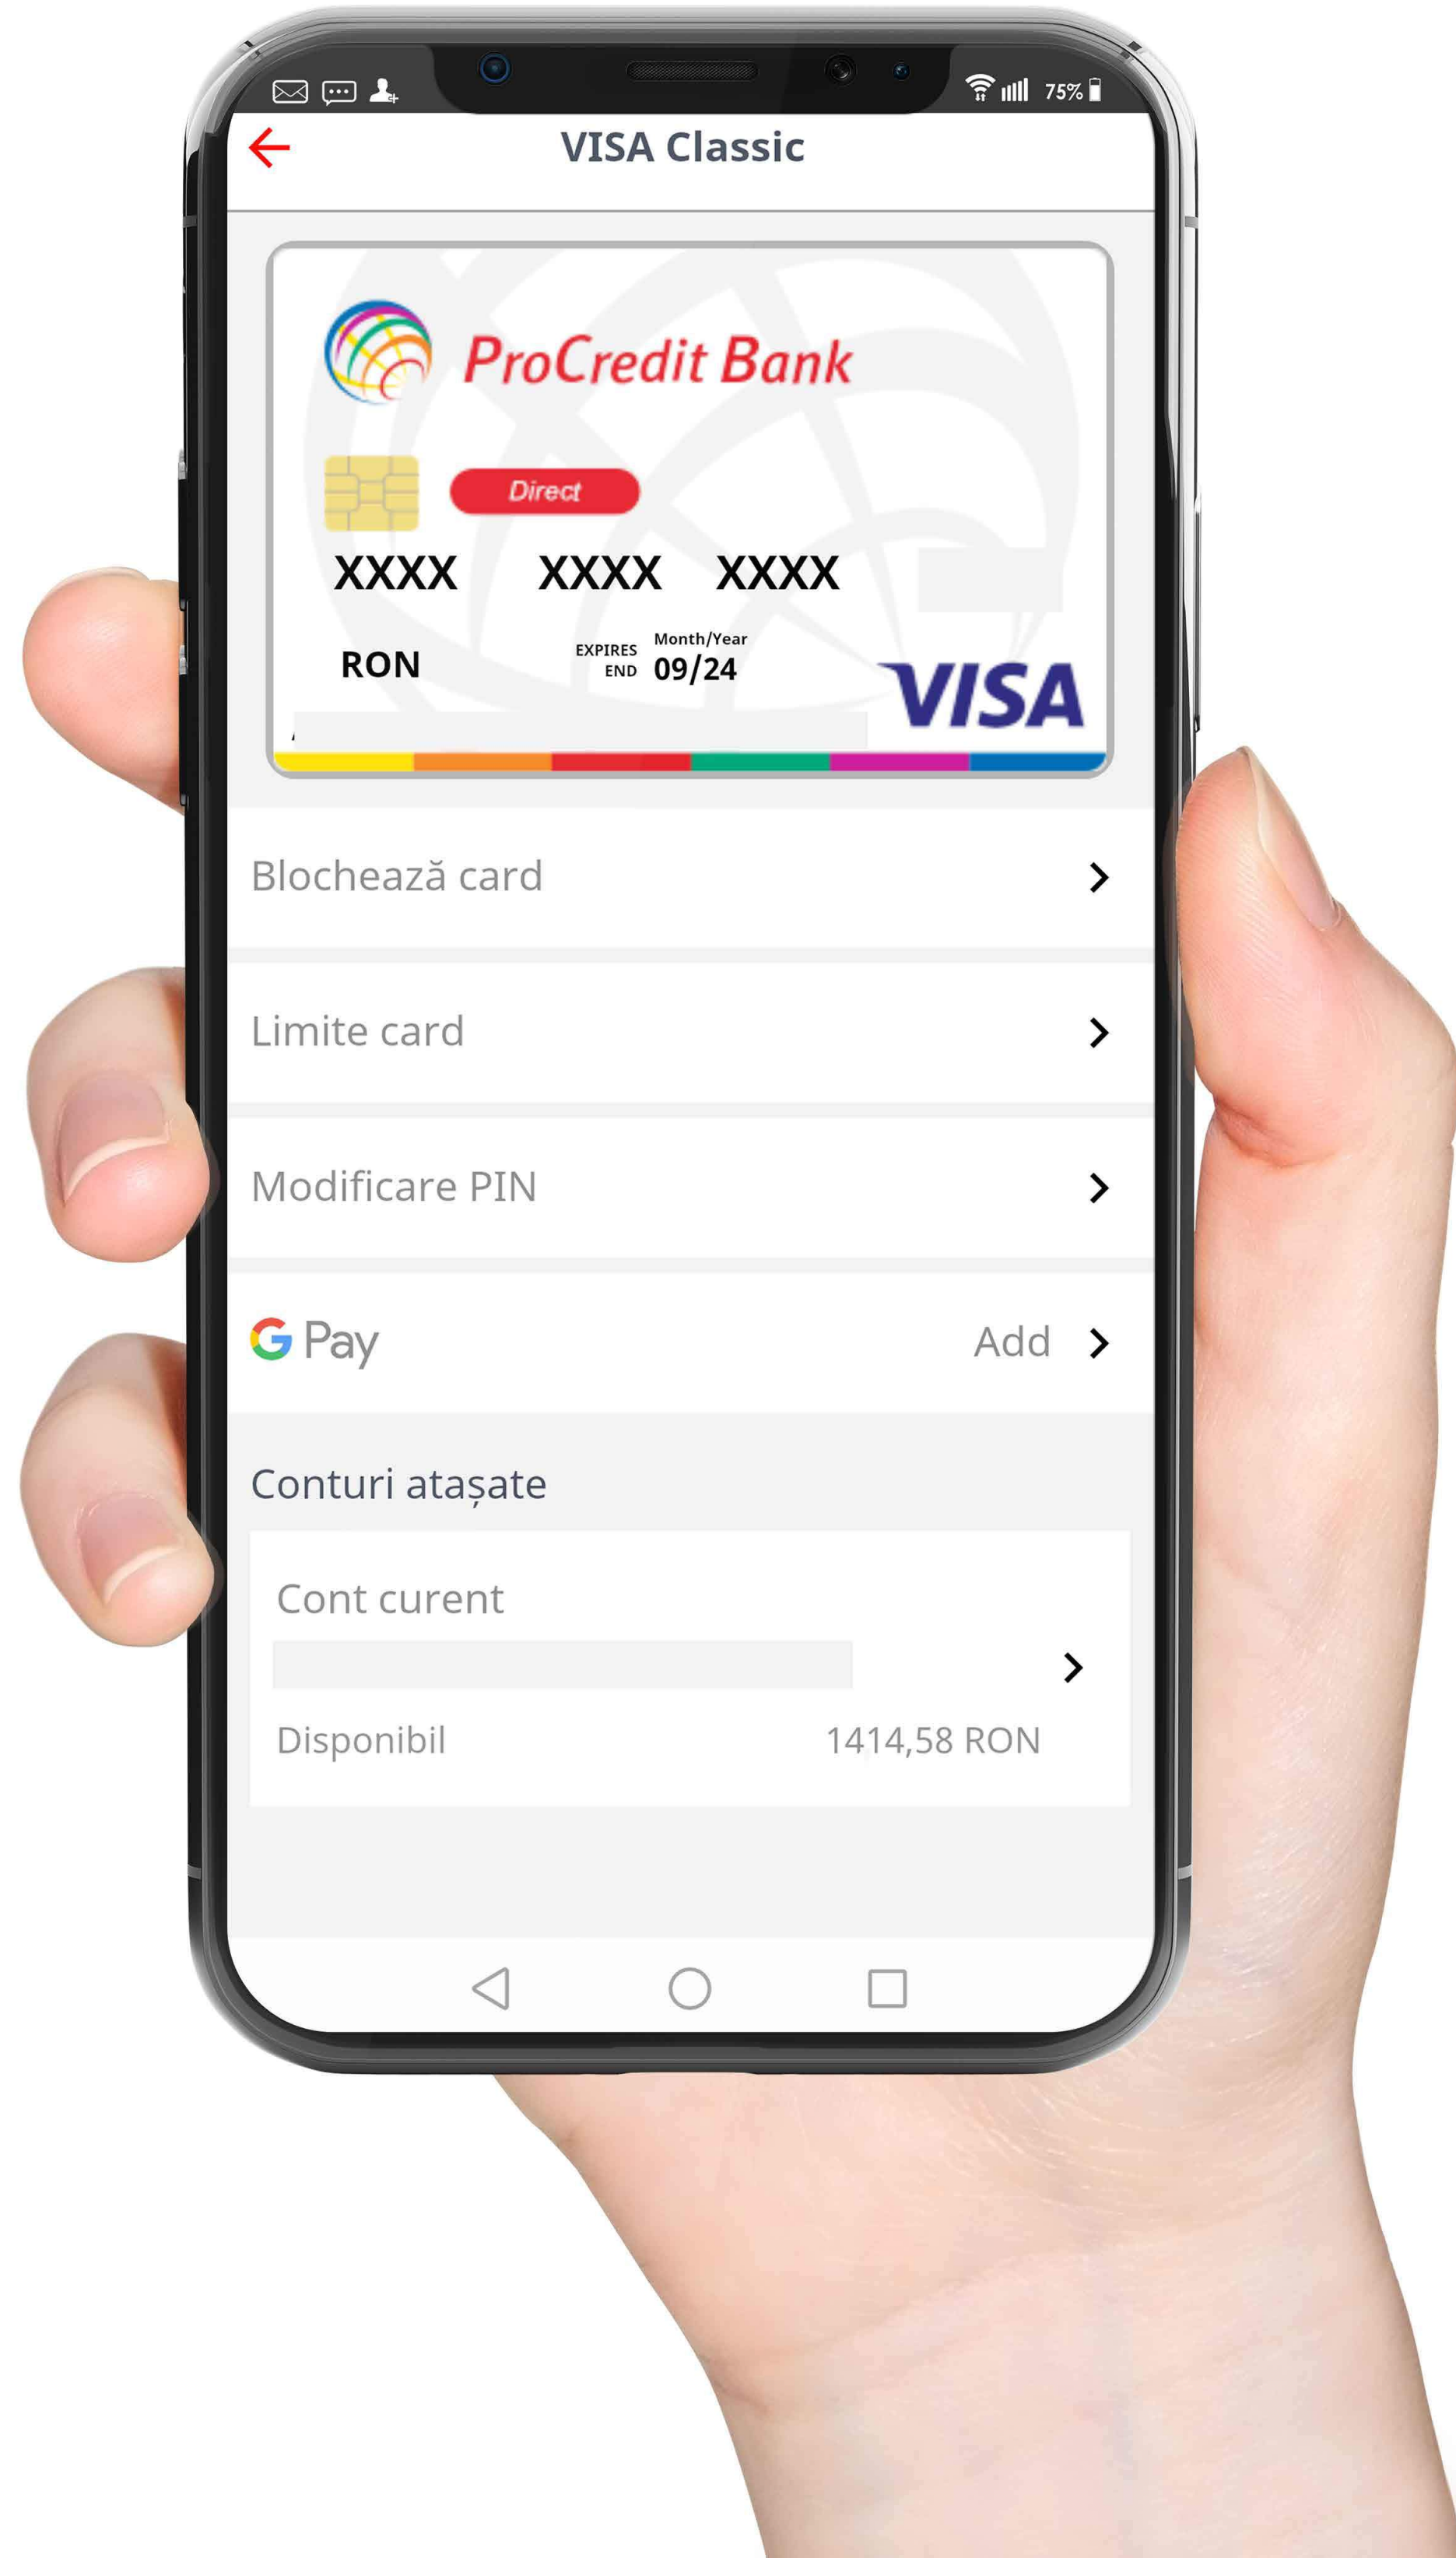 75%
VISA Classic
ProCredit Bank
Direct
XXXX XXXX XXXX
Month/Year
RON EXPIRES END 09/24
VISA
Blochează card
Limite card
Modificare PIN
G Pay Add
Conturi atașate
Cont curent
Disponibil 1414,58 RON